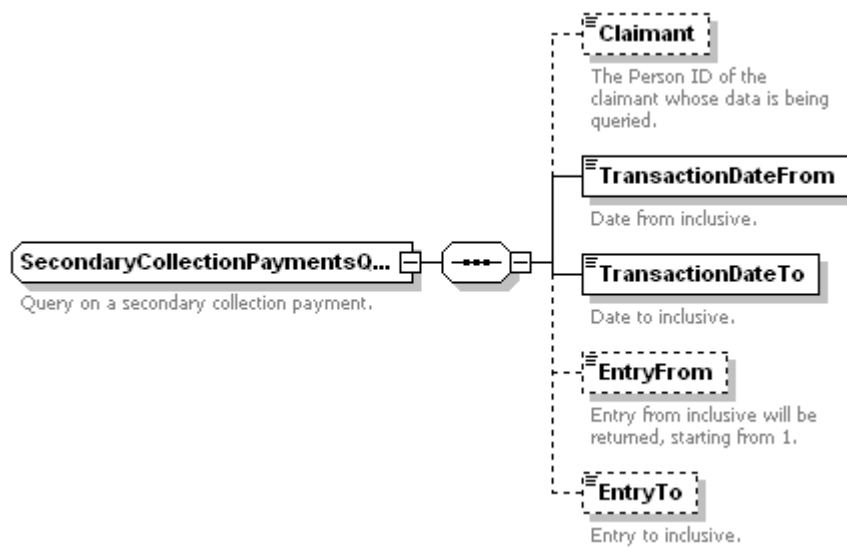 Claimant
The Person ID of the
claimant whose data is being
queried.
TransactionDateFrom
Date from inclusive.
SecondaryCollectionPaymentsQ...
Query on a secondary collection payment.
TransactionDateTo
Date to inclusive.
EntryFrom
Entry from inclusive will be
returned, starting from 1.
EntryTo
Entry to inclusive.